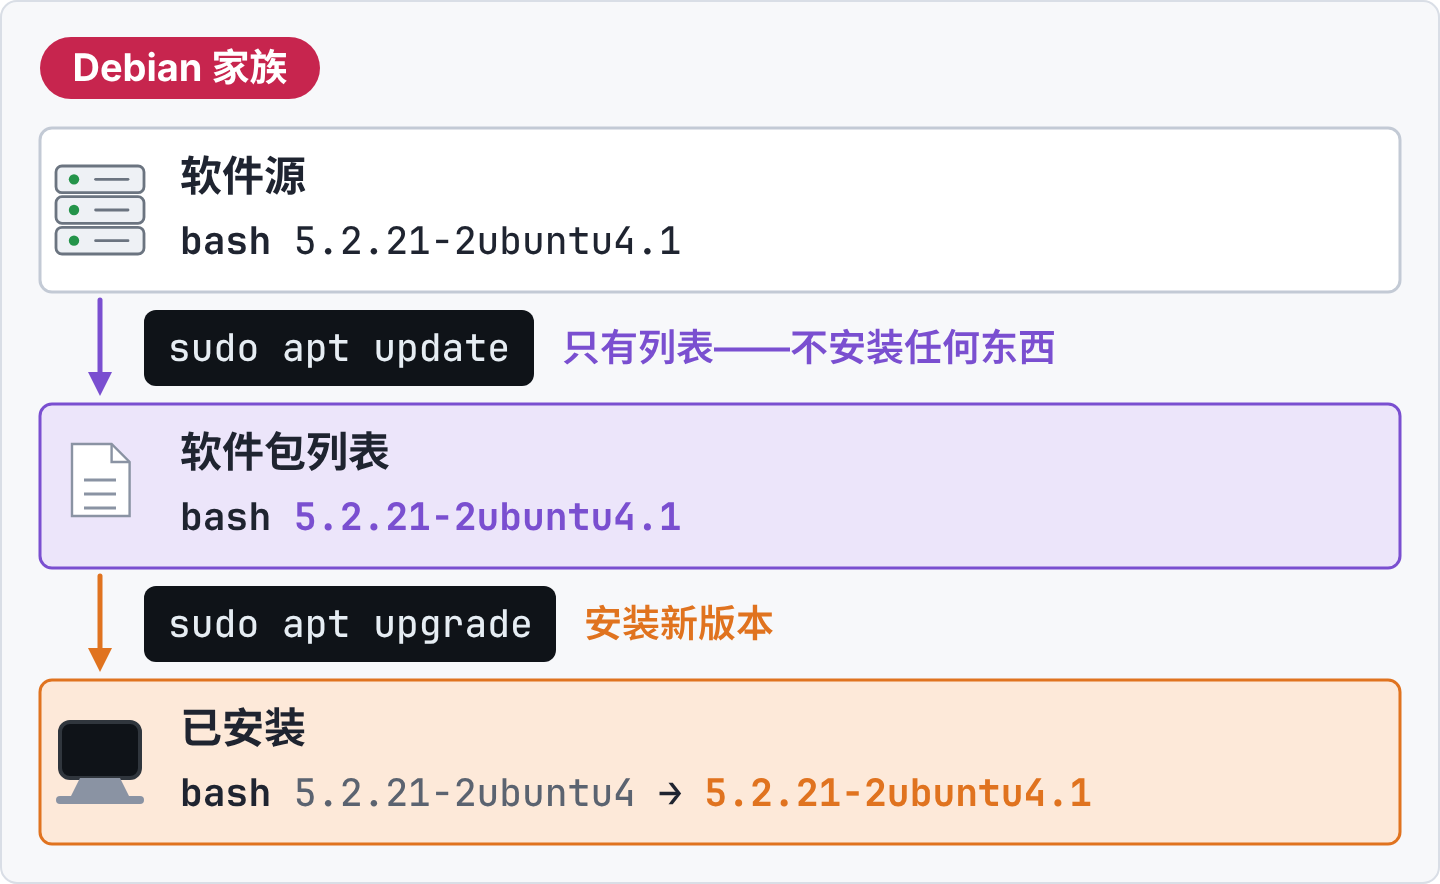 Debian 家族
软件源
bash 5.2.21-2ubuntu4.1
sudo apt update 只有列表——不安装任何东西
软件包列表
bash 5.2.21-2ubuntu4.1
sudo apt upgrade 安装新版本
已安装
bash 5.2.21-2ubuntu4 → 5.2.21-2ubuntu4.1